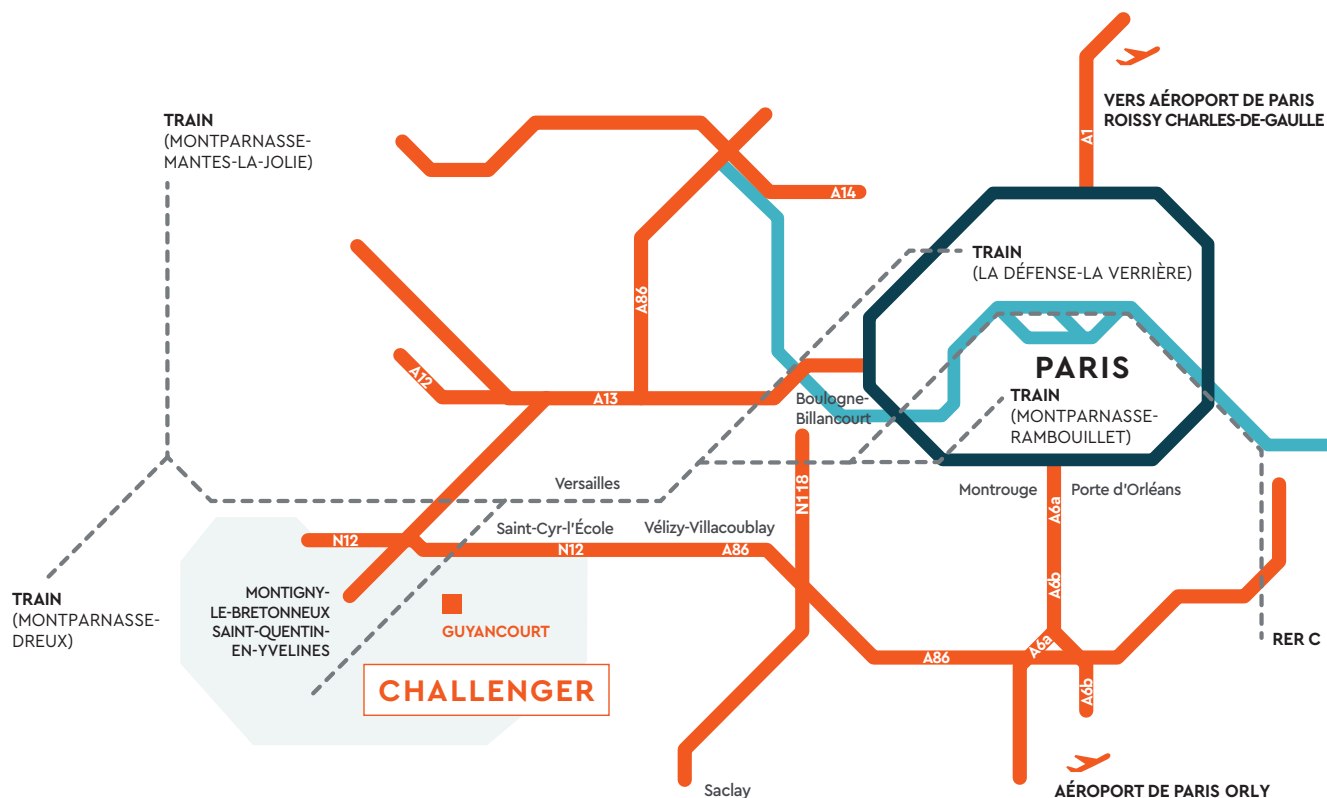 VERS AÉROPORT DE PARIS
ROISSY CHARLES-DE-GAULLE
A1
TRAIN
(MONTPARNASSE-
MANTES-LA-JOLIE)
A14
TRAIN
(LA DÉFENSE-LA VERRIÈRE)
A86
PARIS
A12
A13
Boulogne-
Billancourt
TRAIN
(MONTPARNASSE-
RAMBOUILLET)
Versailles
N118
Montrouge
Porte d'Orléans
A6a
Saint-Cyr-l'École
Vélizy-Villacoublay
N12
N12
A86
A6b
TRAIN
(MONTPARNASSE-
DREUX)
MONTIGNY-
LE-BRETONNEUX
SAINT-QUENTIN-
EN-YVELINES
GUYANCOURT
CHALLENGER
A6a
RER C
A86
A6b
Saclay
AÉROPORT DE PARIS ORLY